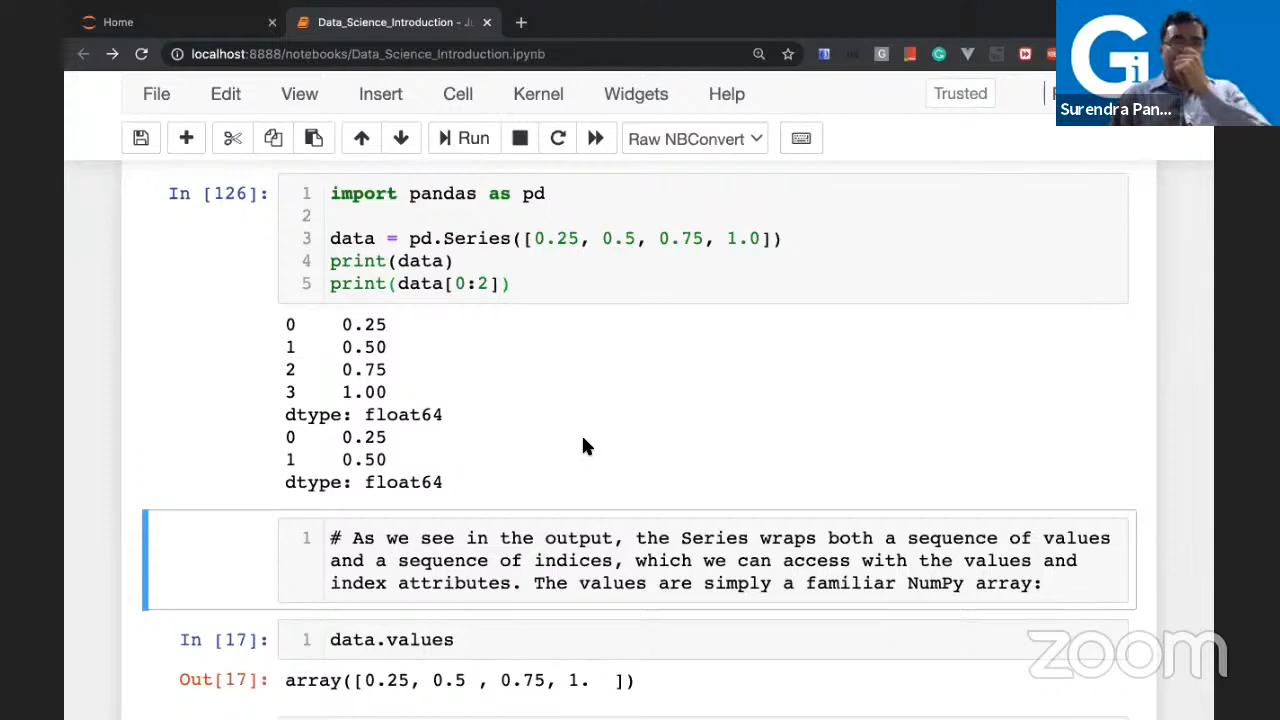 Home
Data_Science_Introduction - Ju
localhost:8888/notebooks/Data_Science_Introduction.ipynb
Gi
Surendra Pan...
File Edit View Insert Cell Kernel Widgets Help Trusted
Run Raw NBConvert
In [126]:
1 import pandas as pd
2
3 data = pd.Series([0.25, 0.5, 0.75, 1.0])
4 print(data)
5 print(data[0:2])
0 0.25
1 0.50
2 0.75
3 1.00
dtype: float64
0 0.25
1 0.50
dtype: float64
1 # As we see in the output, the Series wraps both a sequence of values
and a sequence of indices, which we can access with the values and
index attributes. The values are simply a familiar NumPy array:
In [17]: 1 data.values
Out[17]: array([0.25, 0.5 , 0.75, 1. ])
zoom